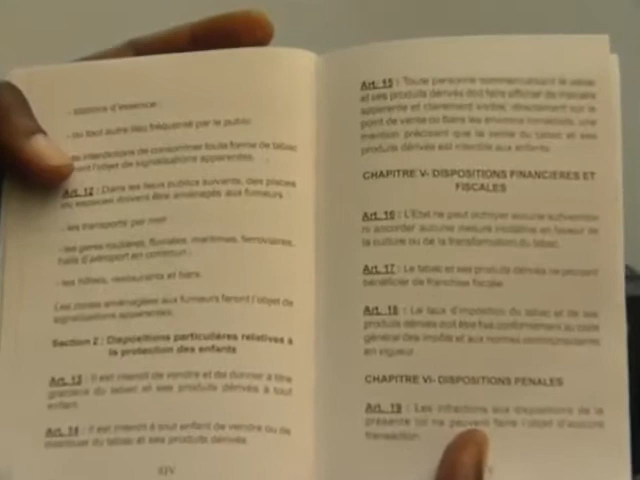 - stations d'essence ;
- ou tout autre lieu fréquenté par le public.
interdictions de consommer toute forme de tabac
font l'objet de signalisations apparentes.
Art. 12 : Dans les lieux publics suivants, des places
ou espaces doivent être aménagés aux fumeurs.
- les transports par mer
- les gares routières, fluviales, maritimes, ferroviaires,
halls d'aéroport en commun
- les hôtels, restaurants et bars.
Les zones aménagées aux fumeurs feront l'objet de
signalisations apparentes.
Section 2 : Dispositions particulières relatives à
la protection des enfants
Art. 13 : Il est interdit de vendre et de donner à titre
gracieux du tabac et ses produits dérivés à tout
enfant.
Art. 14 : Il est interdit à tout enfant de vendre ou de
du tabac et ses produits dérivés.
Art. 15 : Toute personne commercialisant le tabac
et ses produits dérivés doit faire afficher de manière
apparente et clairement visible, directement sur le
point de vente ou dans les environs immédiats, une
mention précisant que la vente du tabac et ses
produits dérivés est interdite aux enfants.
CHAPITRE V- DISPOSITIONS FINANCIERES ET
FISCALES
Art. 16 : L'Etat ne peut octroyer aucune subvention
ni accorder aucune mesure incitative en faveur de
la culture ou de la transformation du tabac.
Art. 17 : Le tabac et ses produits dérivés ne peuvent
bénéficier de franchise fiscale.
Art. 18 : Le taux d'imposition du tabac et de ses
produits dérivés doit être fixé conformément au code
général des impôts et aux normes communautaires
en vigueur.
CHAPITRE VI- DISPOSITIONS PENALES
Art. 19 : Les infractions aux dispositions de la
présente loi ne peuvent faire l'objet d'aucune
transaction.